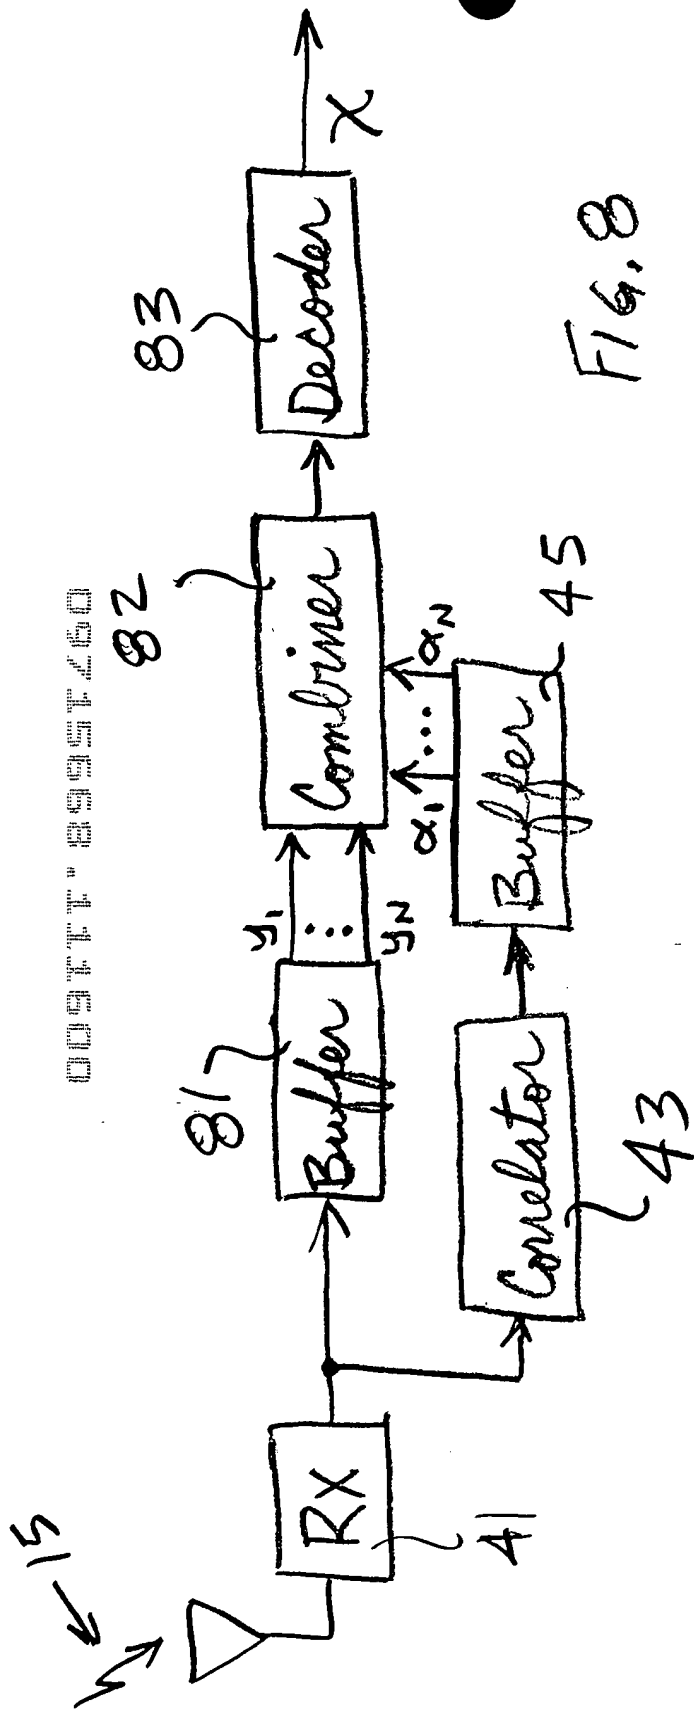 09715668.111600
15
Rx
41
81
Buffer
y1
...
yN
82
Combiner
83
Decoder
x
Correlator
43
Buffer
45
α1
...
αN
FIG. 8